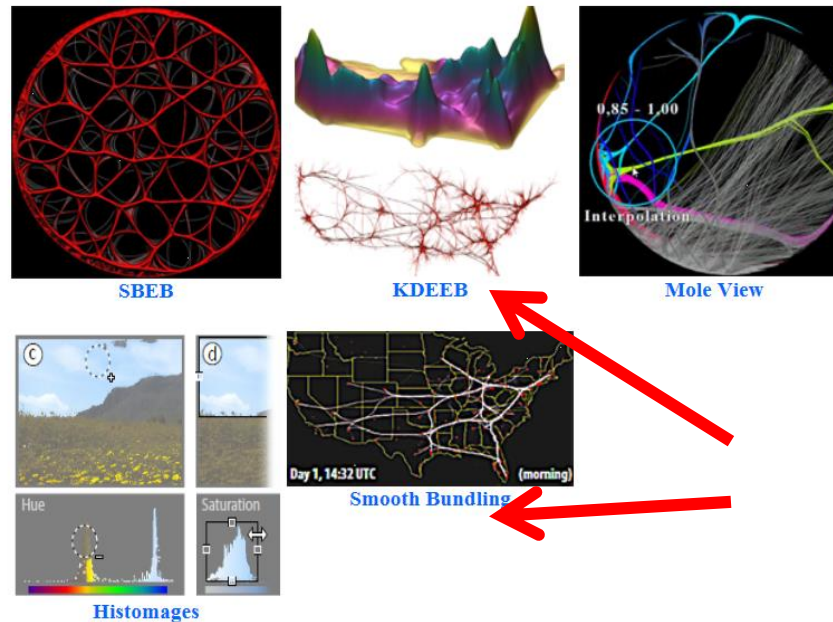 0,85 - 1.00
Interpolation
SBEB
KDEEB
Mole View
c
d
Day 1, 14:32 UTC
(morning)
Smooth Bundling
Hue
Saturation
Histomages